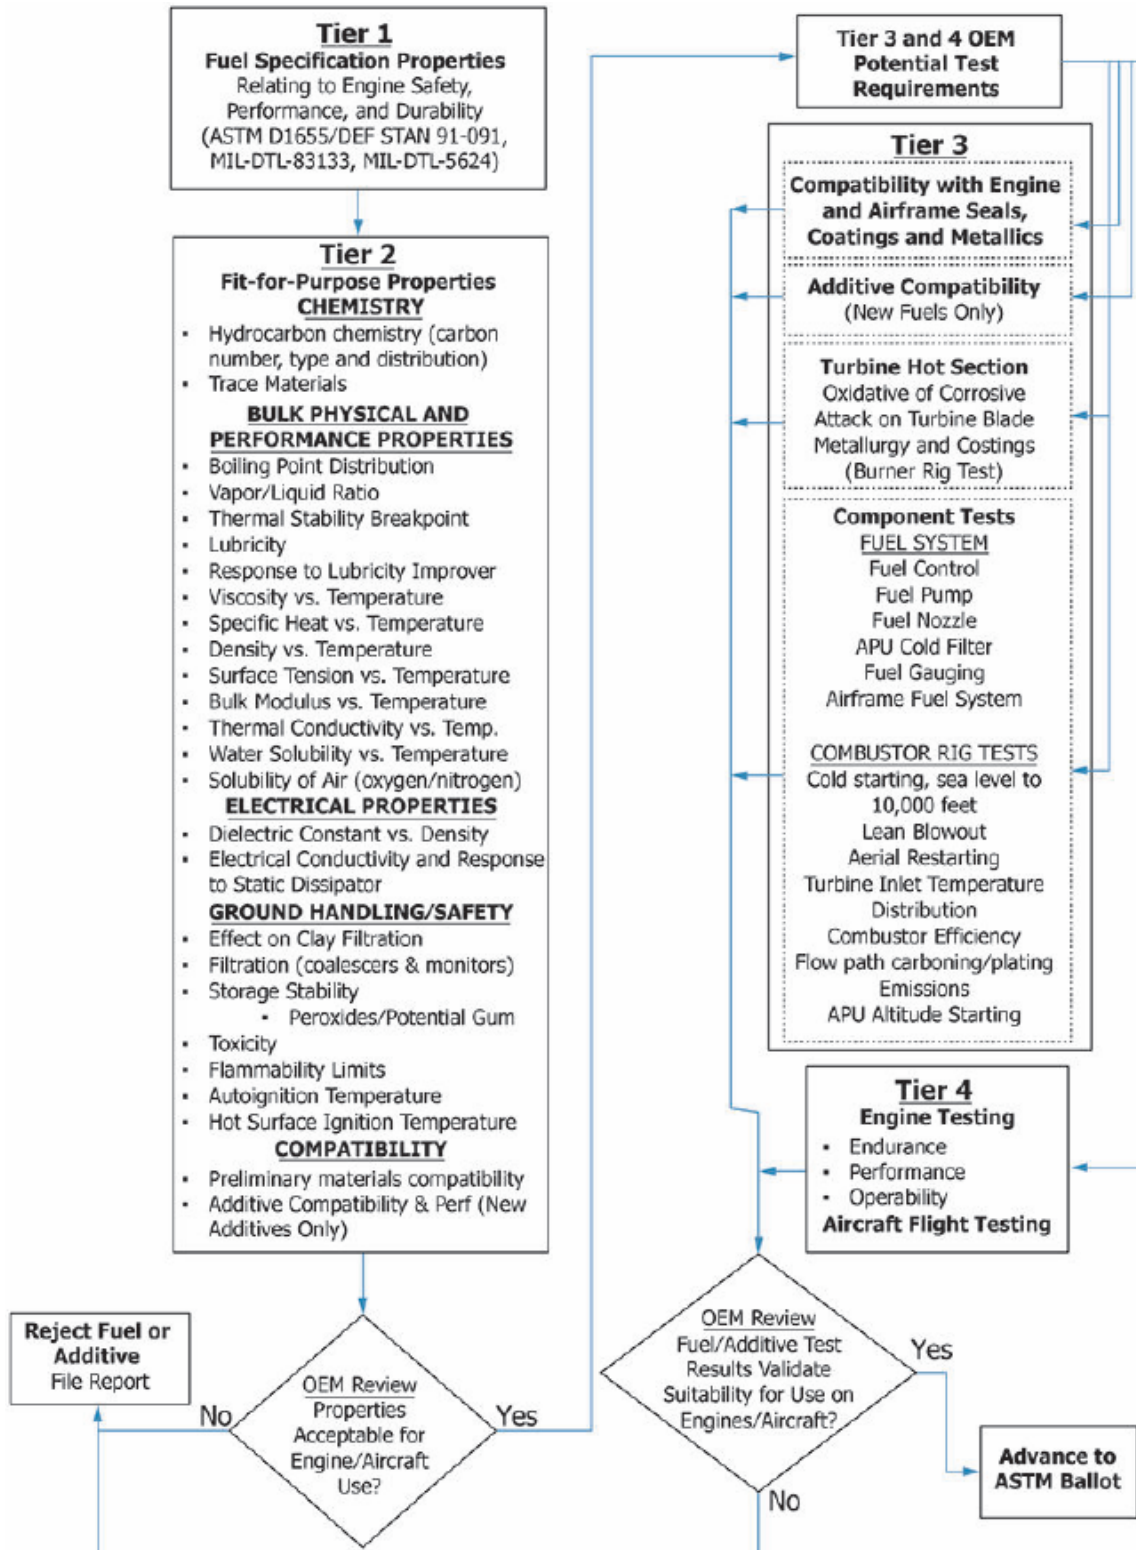 Tier 1
Fuel Specification Properties
Relating to Engine Safety,
Performance, and Durability
(ASTM D1655/DEF STAN 91-091,
MIL-DTL-83133, MIL-DTL-5624)
Tier 2
Fit-for-Purpose Properties
CHEMISTRY
▪ Hydrocarbon chemistry (carbon
number, type and distribution)
▪ Trace Materials
BULK PHYSICAL AND
PERFORMANCE PROPERTIES
▪ Boiling Point Distribution
▪ Vapor/Liquid Ratio
▪ Thermal Stability Breakpoint
▪ Lubricity
▪ Response to Lubricity Improver
▪ Viscosity vs. Temperature
▪ Specific Heat vs. Temperature
▪ Density vs. Temperature
▪ Surface Tension vs. Temperature
▪ Bulk Modulus vs. Temperature
▪ Thermal Conductivity vs. Temp.
▪ Water Solubility vs. Temperature
▪ Solubility of Air (oxygen/nitrogen)
ELECTRICAL PROPERTIES
▪ Dielectric Constant vs. Density
▪ Electrical Conductivity and Response
to Static Dissipator
GROUND HANDLING/SAFETY
▪ Effect on Clay Filtration
▪ Filtration (coalescers & monitors)
▪ Storage Stability
▪ Peroxides/Potential Gum
▪ Toxicity
▪ Flammability Limits
▪ Autoignition Temperature
▪ Hot Surface Ignition Temperature
COMPATIBILITY
▪ Preliminary materials compatibility
▪ Additive Compatibility & Perf (New
Additives Only)
OEM Review
Properties
Acceptable for
Engine/Aircraft
Use?
No
Yes
Reject Fuel or
Additive
File Report
Tier 3 and 4 OEM
Potential Test
Requirements
Tier 3
Compatibility with Engine
and Airframe Seals,
Coatings and Metallics
Additive Compatibility
(New Fuels Only)
Turbine Hot Section
Oxidative of Corrosive
Attack on Turbine Blade
Metallurgy and Costings
(Burner Rig Test)
Component Tests
FUEL SYSTEM
Fuel Control
Fuel Pump
Fuel Nozzle
APU Cold Filter
Fuel Gauging
Airframe Fuel System
COMBUSTOR RIG TESTS
Cold starting, sea level to
10,000 feet
Lean Blowout
Aerial Restarting
Turbine Inlet Temperature
Distribution
Combustor Efficiency
Flow path carboning/plating
Emissions
APU Altitude Starting
Tier 4
Engine Testing
▪ Endurance
▪ Performance
▪ Operability
Aircraft Flight Testing
OEM Review
Fuel/Additive Test
Results Validate
Suitability for Use on
Engines/Aircraft?
Yes
No
Advance to
ASTM Ballot